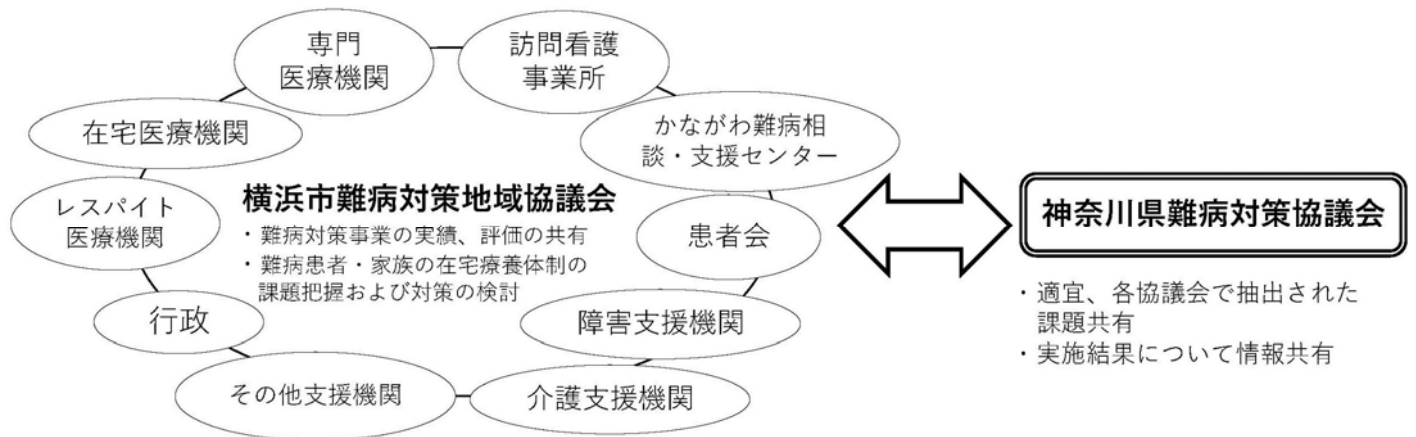 専門
医療機関
訪問看護
事業所
在宅医療機関
かながわ難病相
談・支援センター
レスパイト
医療機関
横浜市難病対策地域協議会
・難病対策事業の実績、評価の共有
・難病患者・家族の在宅療養体制の
課題把握および対策の検討
患者会
行政
障害支援機関
その他支援機関
介護支援機関
神奈川県難病対策協議会
・適宜、各協議会で抽出された
課題共有
・実施結果について情報共有